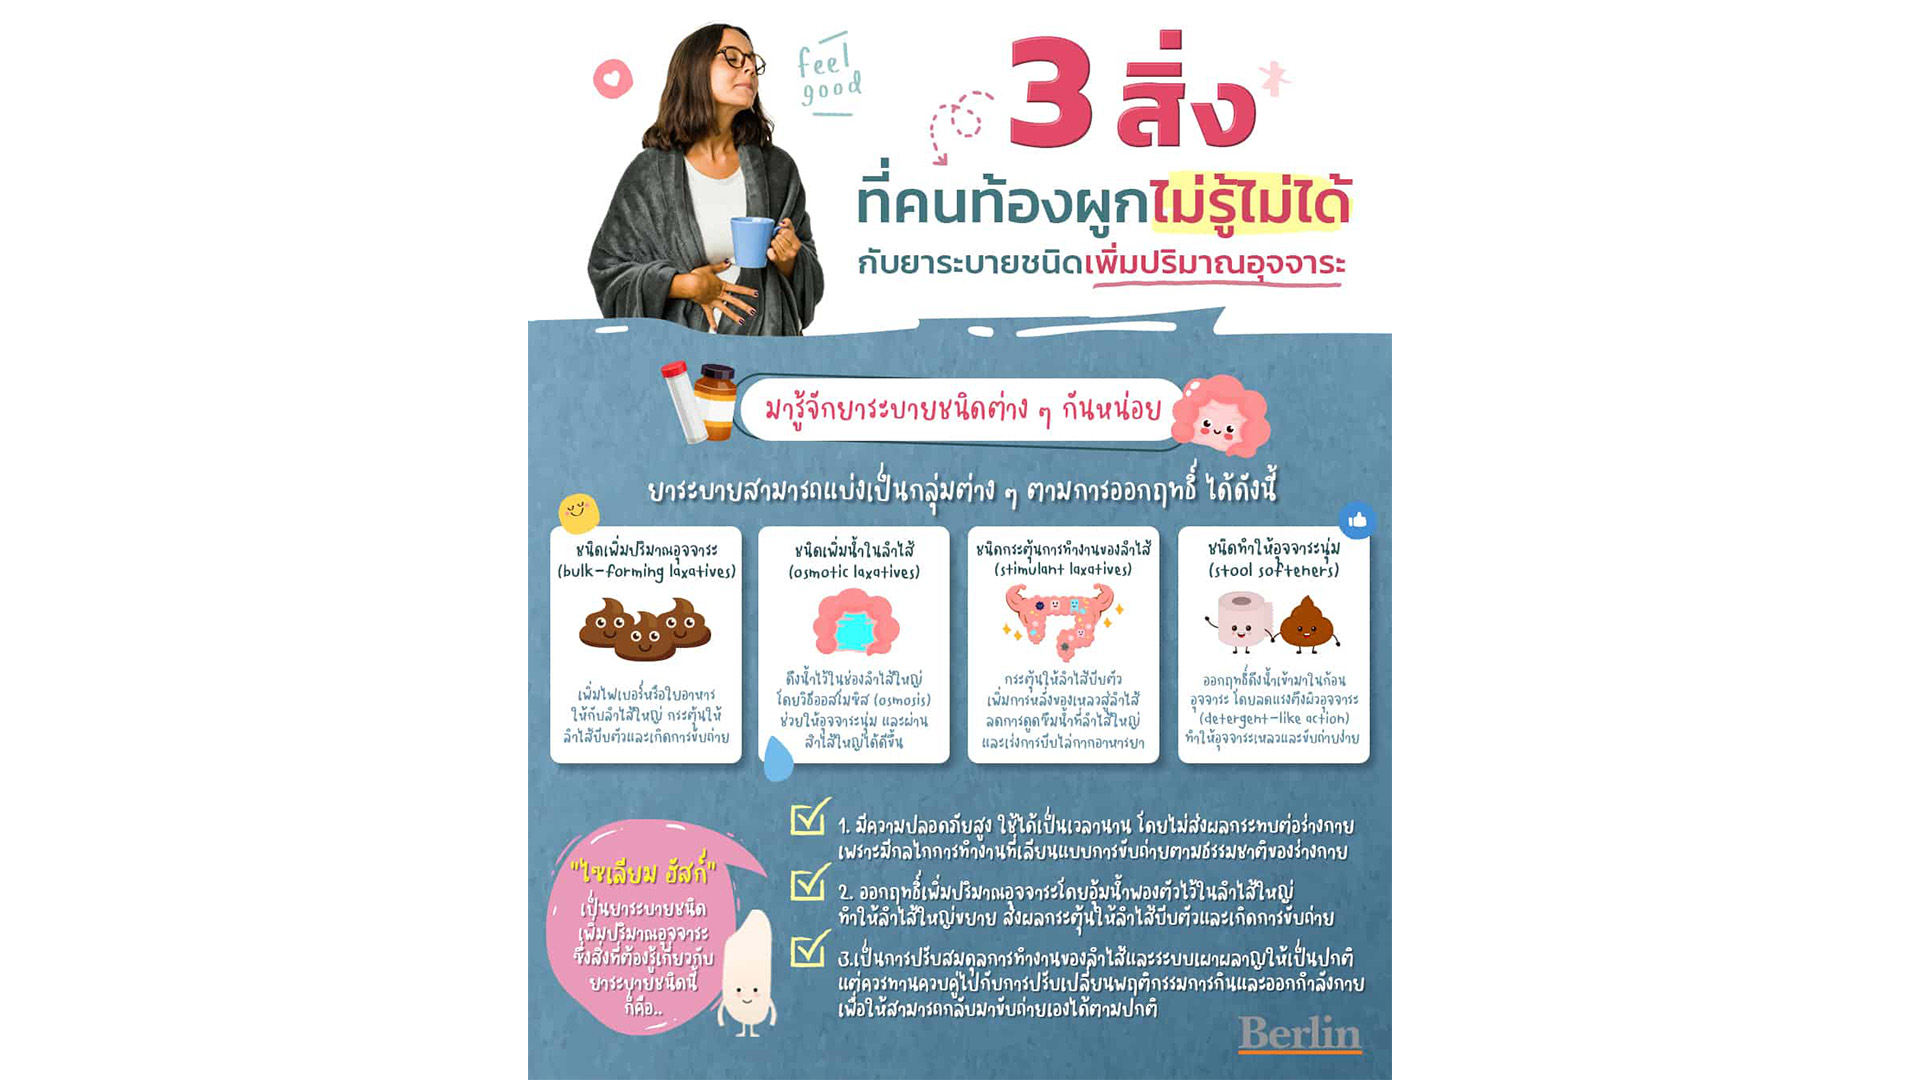 feel
good
3 สิ่ง
ที่คนท้องผูกไม่รู้ไม่ได้
กับยาระบายชนิดเพิ่มปริมาณอุจจาระ
มารู้จักยาระบายชนิดต่าง ๆ กันหน่อย
ยาระบายสามารถแบ่งเป็นกลุ่มต่าง ๆ ตามการออกฤทธิ์ ได้ดังนี้
ชนิดเพิ่มปริมาณอุจจาระ
(bulk-forming laxatives)
เพิ่มไฟเบอร์หรือใยอาหาร
ให้กับลำไส้ใหญ่ กระตุ้นให้
ลำไส้บีบตัวและเกิดการขับถ่าย
ชนิดเพิ่มน้ำในลำไส้
(osmotic laxatives)
ดึงน้ำไว้ในช่องลำไส้ใหญ่
โดยวิธีออสโมซิส (osmosis)
ช่วยให้อุจจาระนุ่ม และผ่าน
ลำไส้ใหญ่ได้ดีขึ้น
ชนิดกระตุ้นการทำงานของลำไส้
(stimulant laxatives)
กระตุ้นให้ลำไส้บีบตัว
เพิ่มการหลั่งของเหลวสู่ลำไส้
ลดการดูดซึมน้ำที่ลำไส้ใหญ่
และเร่งการบีบไล่กากอาหารยา
ชนิดทำให้อุจจาระนุ่ม
(stool softeners)
ออกฤทธิ์ดึงน้ำเข้ามาในก้อน
อุจจาระ โดยลดแรงตึงผิวอุจจาระ
(detergent-like action)
ทำให้อุจจาระเหลวและขับถ่ายง่าย
"ไซเลียม ฮัสก์"
เป็นยาระบายชนิด
เพิ่มปริมาณอุจจาระ
ซึ่งสิ่งที่ต้องรู้เกี่ยวกับ
ยาระบายชนิดนี้
ก็คือ..
1. มีความปลอดภัยสูง ใช้ได้เป็นเวลานาน โดยไม่ส่งผลกระทบต่อร่างกาย
เพราะมีกลไกการทำงานที่เลียนแบบการขับถ่ายตามธรรมชาติของร่างกาย
2. ออกฤทธิ์เพิ่มปริมาณอุจจาระโดยอุ้มน้ำพองตัวไว้ในลำไส้ใหญ่
ทำให้ลำไส้ใหญ่ขยาย ส่งผลกระตุ้นให้ลำไส้บีบตัวและเกิดการขับถ่าย
3.เป็นการปรับสมดุลการทำงานของลำไส้และระบบเผาผลาญให้เป็นปกติ
แต่ควรทานควบคู่ไปกับการปรับเปลี่ยนพฤติกรรมการกินและออกกำลังกาย
เพื่อให้สามารถกลับมาขับถ่ายเองได้ตามปกติ
Berlin